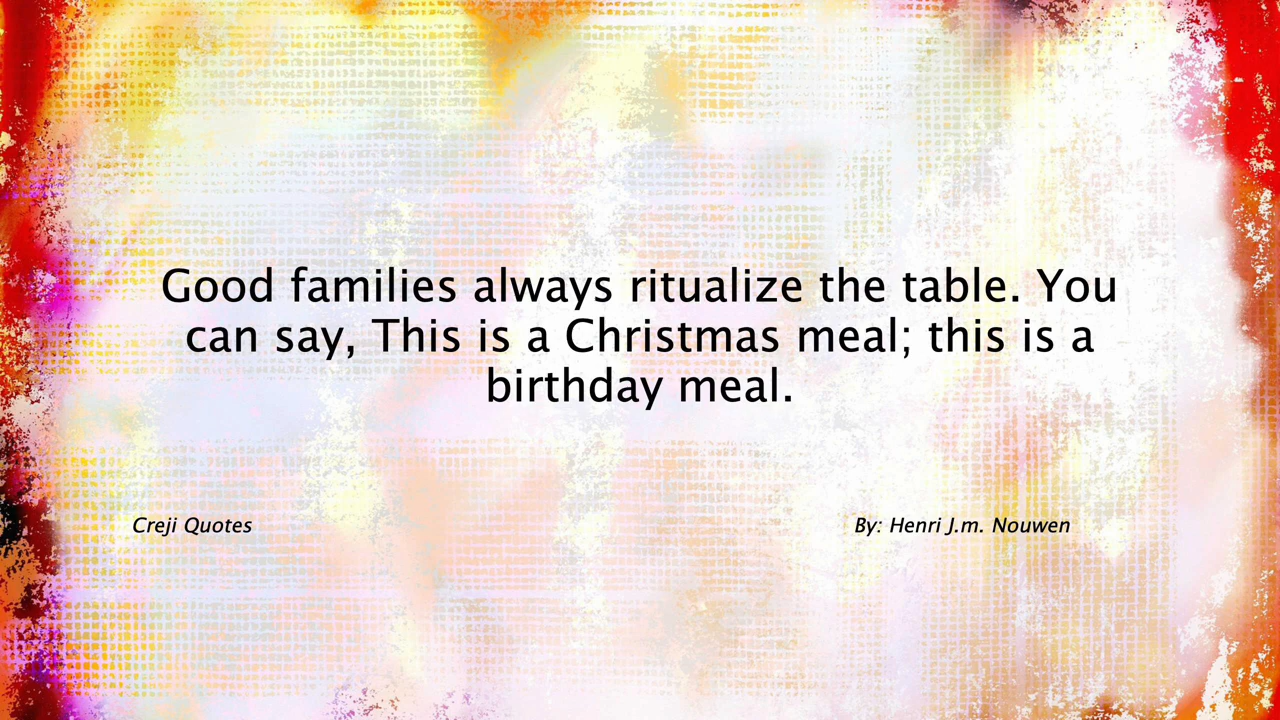 Good families always ritualize the table. You
can say, This is a Christmas meal; this is a
birthday meal.
Creji Quotes
By: Henri J.m. Nouwen